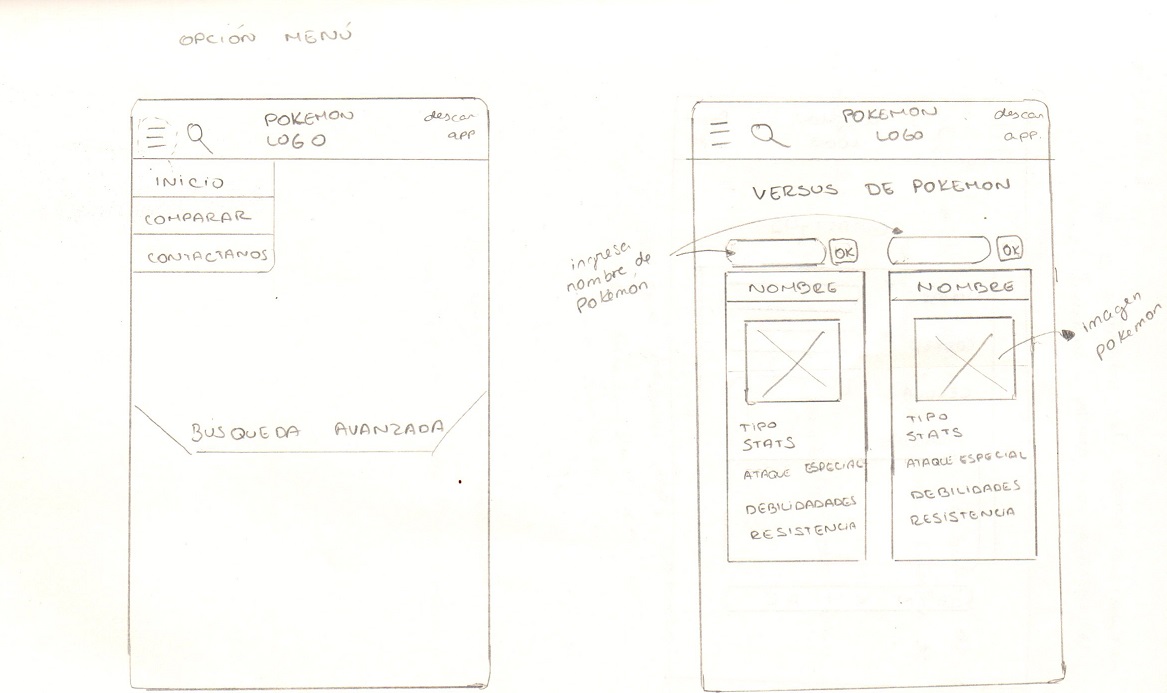 OPCIÓN MENÚ
POKEMON
LOGO
descar
app
INICIO
COMPARAR
CONTACTANOS
BÚSQUEDA AVANZADA
POKEMON
LOGO
descar
app.
VERSUS DE POKEMON
ingresa
nombre de
pokemon
OK
OK
NOMBRE
TIPO
STATS
ATAQUE ESPECIAL
DEBILIDADADES
RESISTENCIA
NOMBRE
imagen
pokemon
TIPO
STATS
ATAQUE ESPECIAL
DEBILIDADES
RESISTENCIA